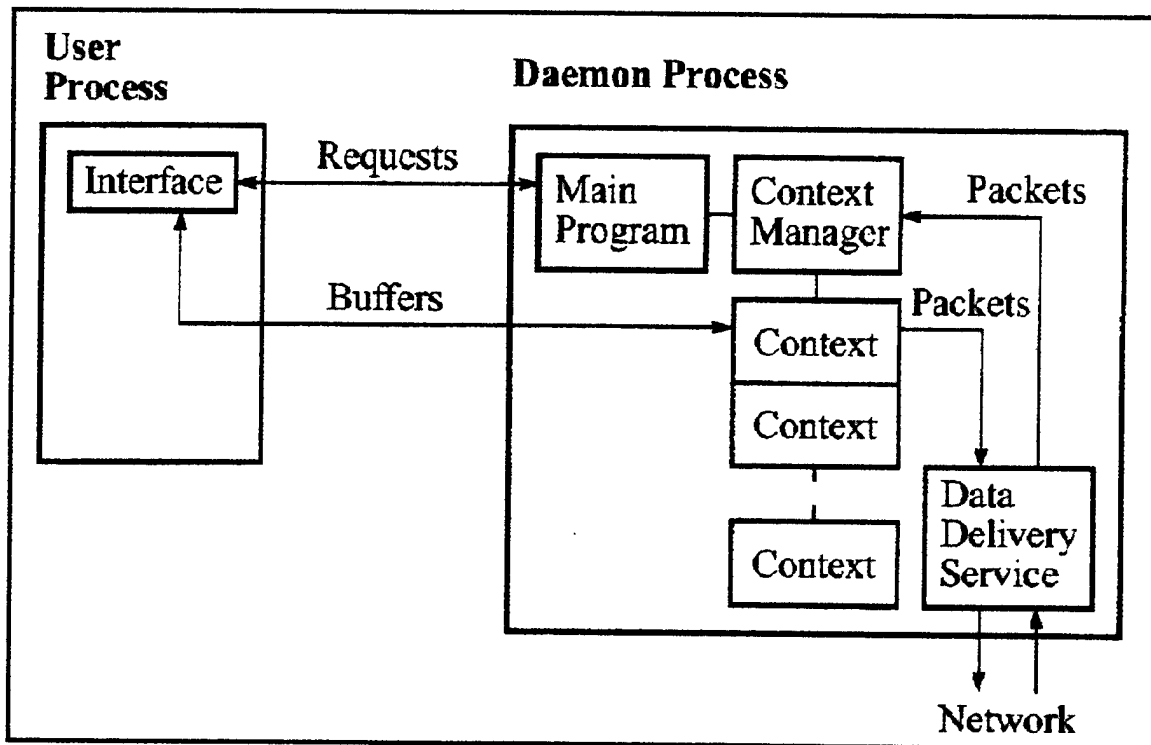 User
Process
Daemon Process
Interface
Requests
Main
Program
Context
Manager
Packets
Buffers
Packets
Context
Context
Context
Data
Delivery
Service
Network